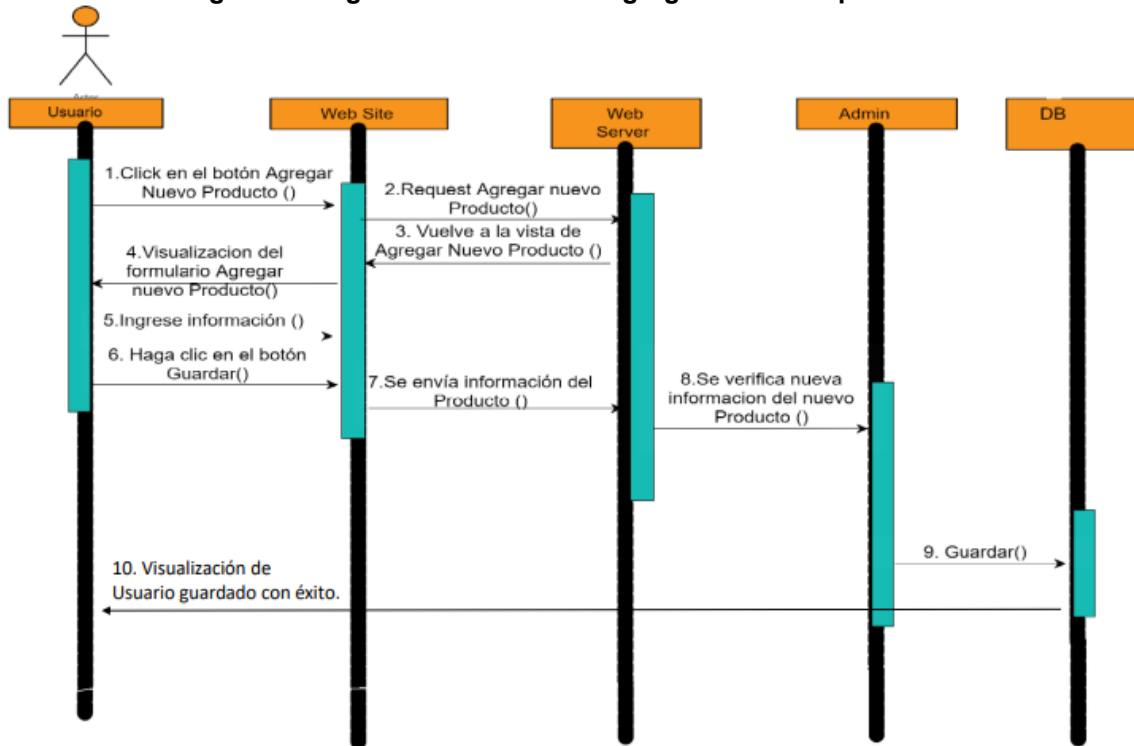 Actor
Usuario
Web Site
Web
Server
Admin
DB
1.Click en el botón Agregar
Nuevo Producto ()
2.Request Agregar nuevo
Producto()
3. Vuelve a la vista de
Agregar Nuevo Producto ()
4.Visualizacion del
formulario Agregar
nuevo Producto()
5.Ingrese información ()
6. Haga clic en el botón
Guardar()
7.Se envía información del
Producto ()
8.Se verifica nueva
informacion del nuevo
Producto ()
9. Guardar()
10. Visualización de
Usuario guardado con éxito.